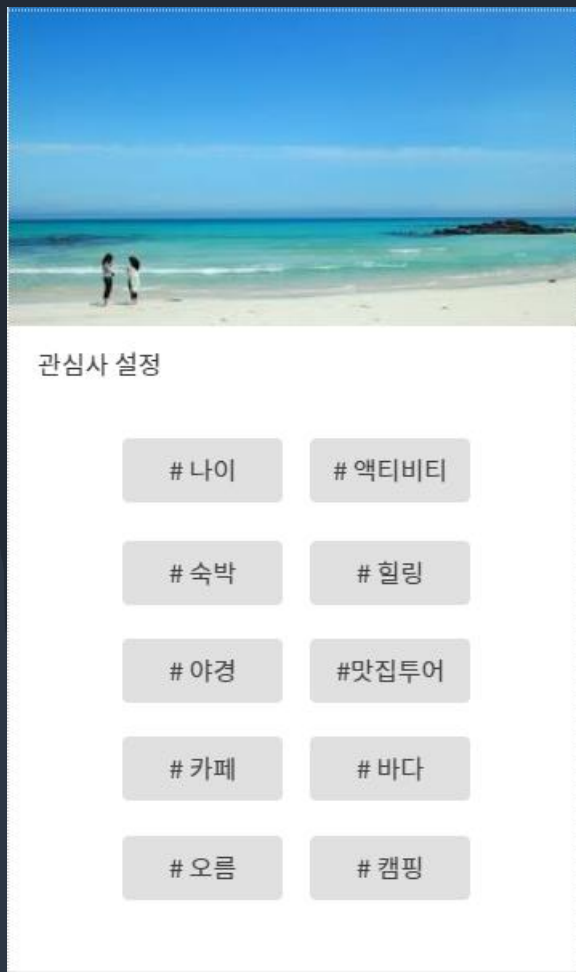 관심사 설정
# 나이
# 액티비티
# 숙박
# 힐링
# 야경
#맛집투어
# 카페
# 바다
# 오름
# 캠핑